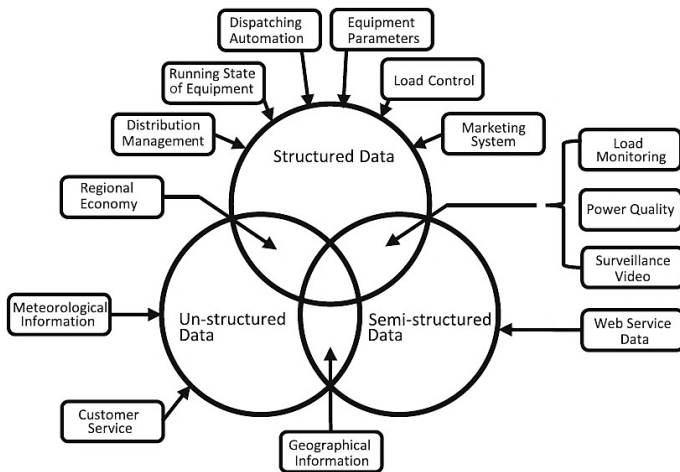 Dispatching
Automation
Equipment
Parameters
Running State
of Equipment
Load Control
Distribution
Management
Marketing
System
Structured Data
Load
Monitoring
Regional
Economy
Power Quality
Surveillance
Video
Meteorological
Information
Un-structured
Data
Semi-structured
Data
Web Service
Data
Customer
Service
Geographical
Information